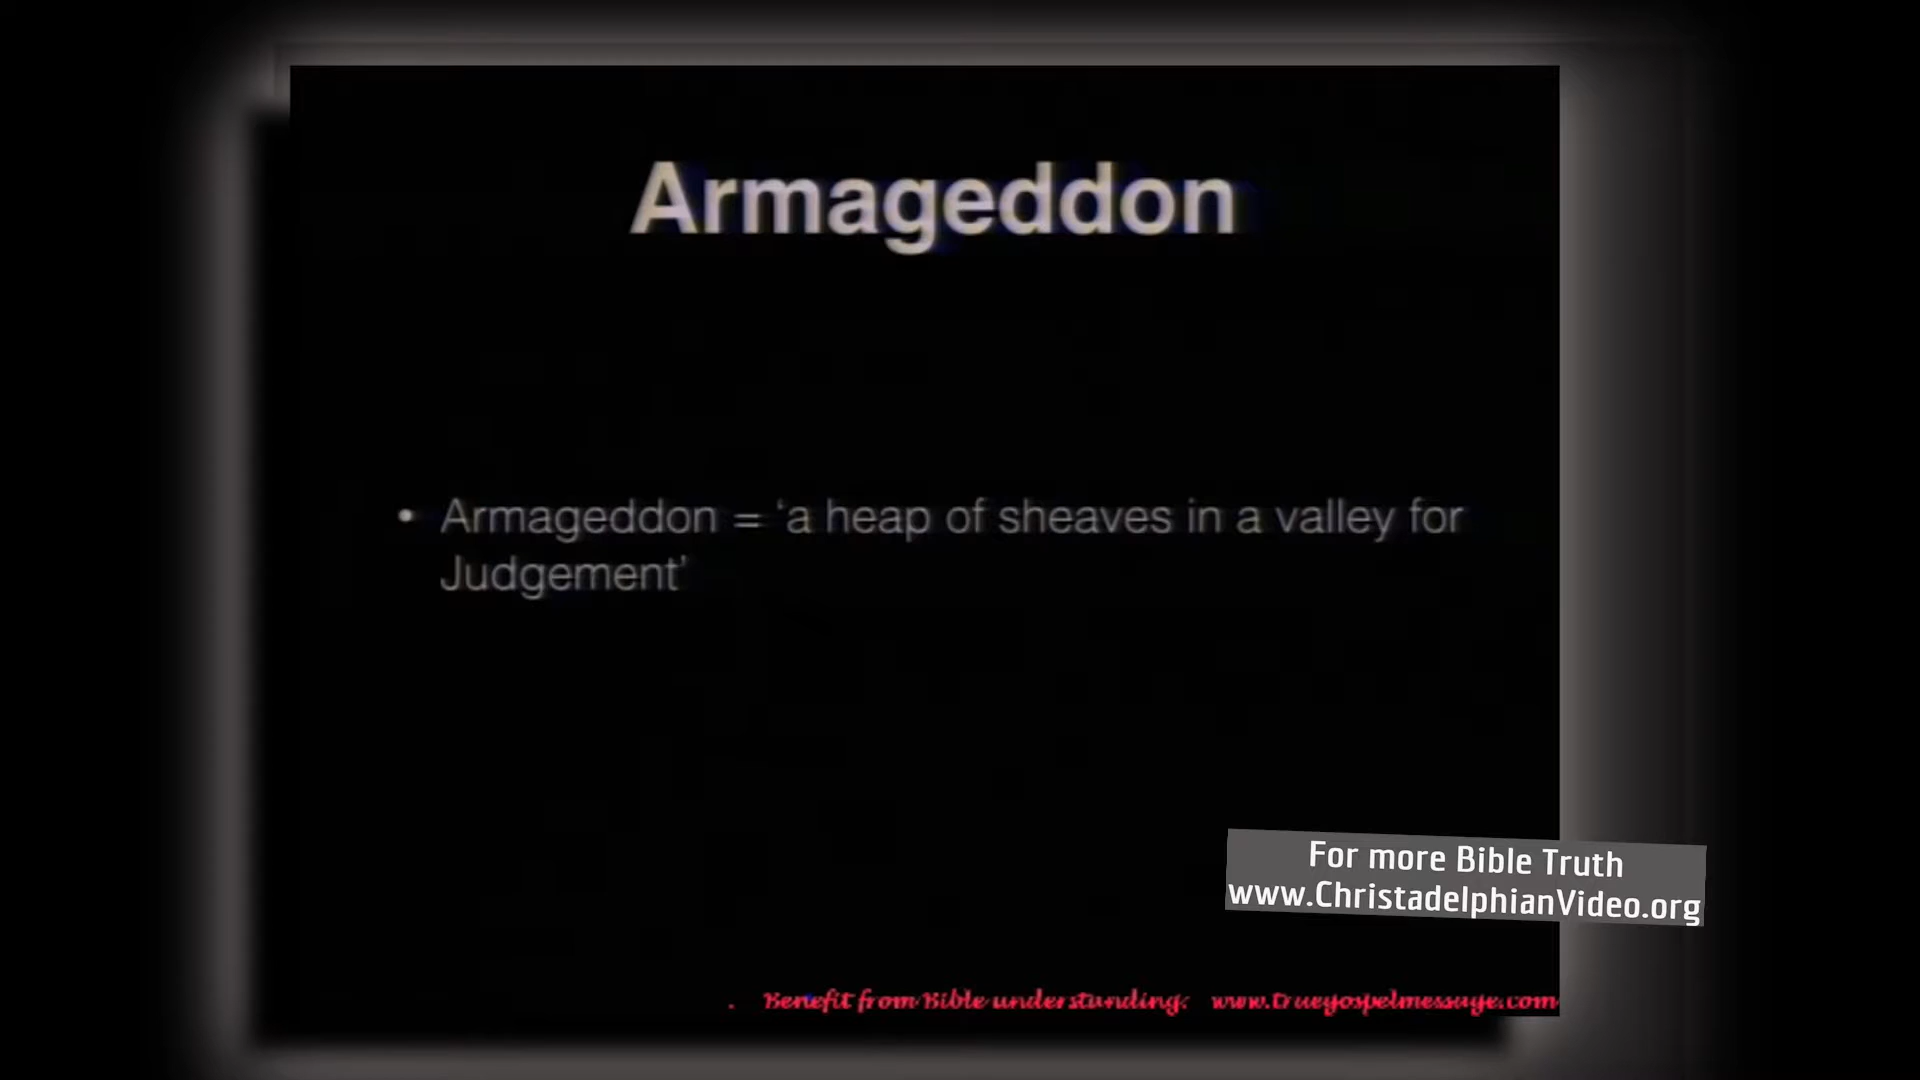 Armageddon
• Armageddon = ‘a heap of sheaves in a valley for
Judgement’
For more Bible Truth
www.ChristadelphianVideo.org
. Benefit from Bible understanding. www.truegospelmessage.com